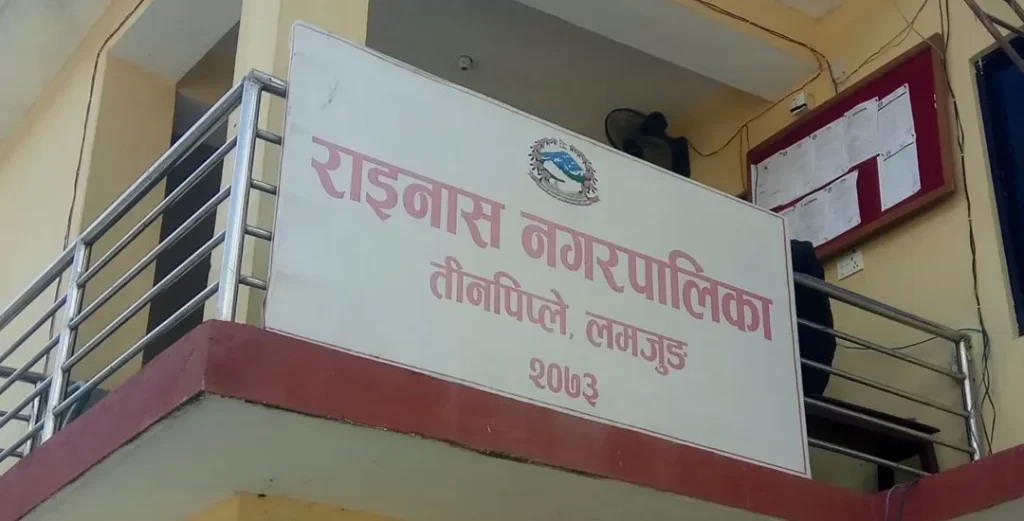 राइनास नगरपालिका
तीनपिप्ले, लमजुङ
२०७३